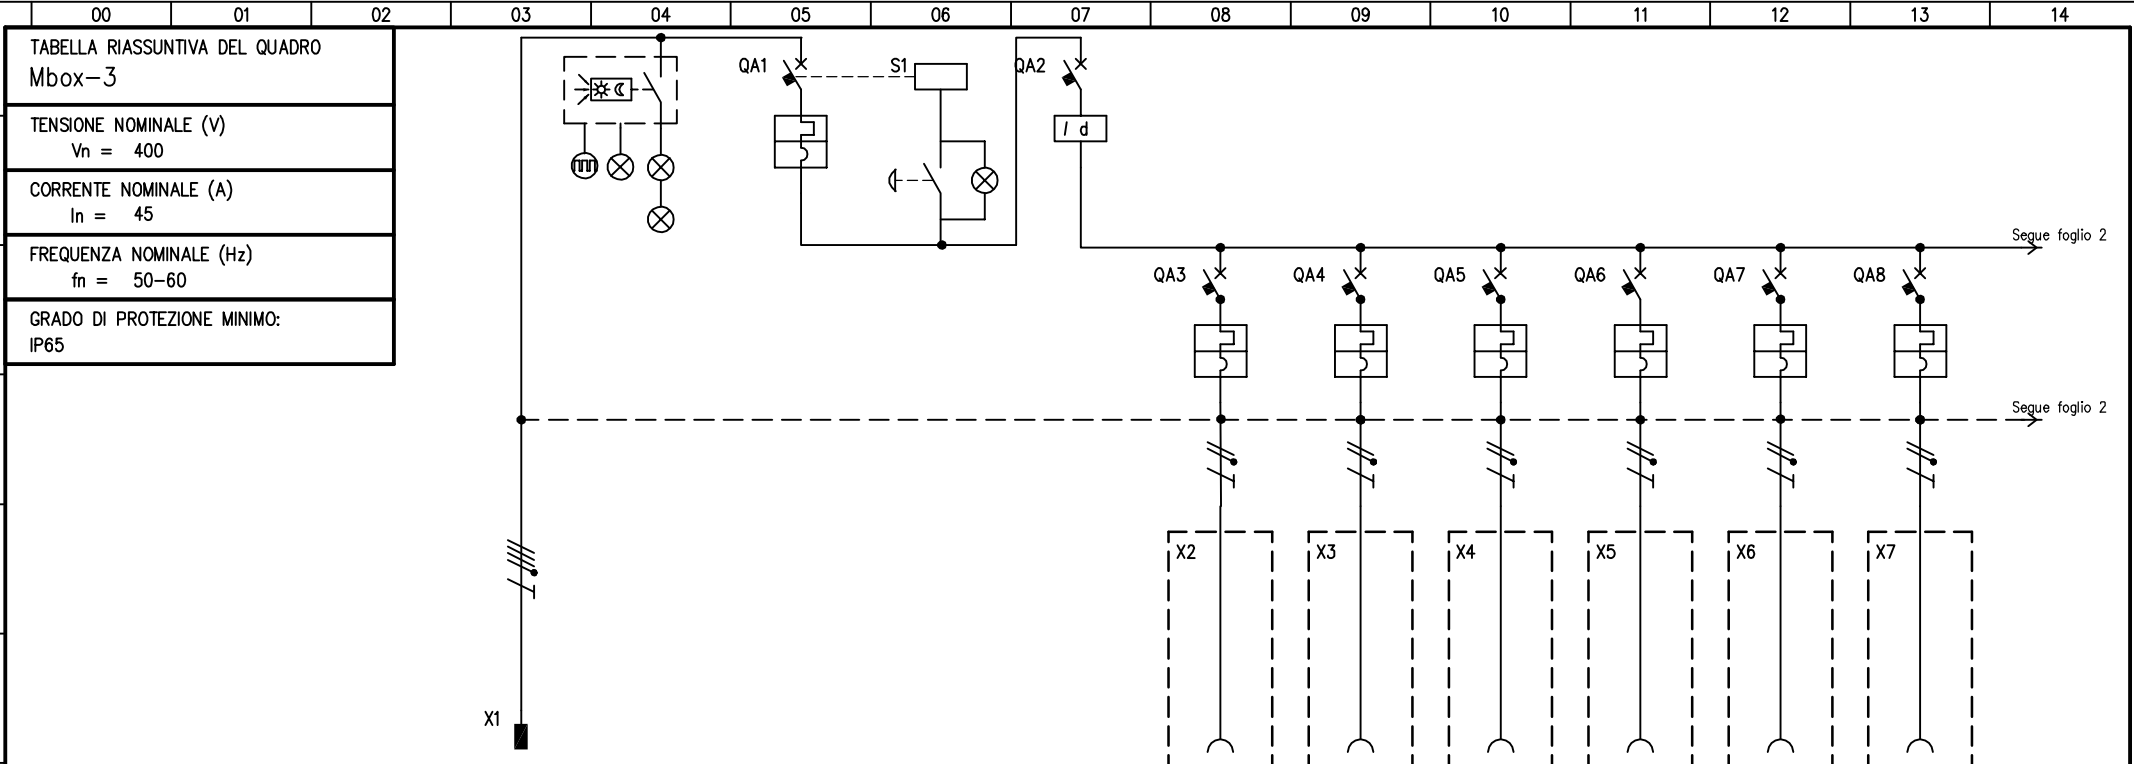 00 01 02 03 04 05 06 07 08 09 10 11 12 13 14
TABELLA RIASSUNTIVA DEL QUADRO
Mbox-3
TENSIONE NOMINALE (V)
Vn = 400
CORRENTE NOMINALE (A)
In = 45
FREQUENZA NOMINALE (Hz)
fn = 50-60
GRADO DI PROTEZIONE MINIMO:
IP65
QA1 S1 QA2
I d
Segue foglio 2
QA3 QA4 QA5 QA6 QA7 QA8
Segue foglio 2
X2 X3 X4 X5 X6 X7
X1